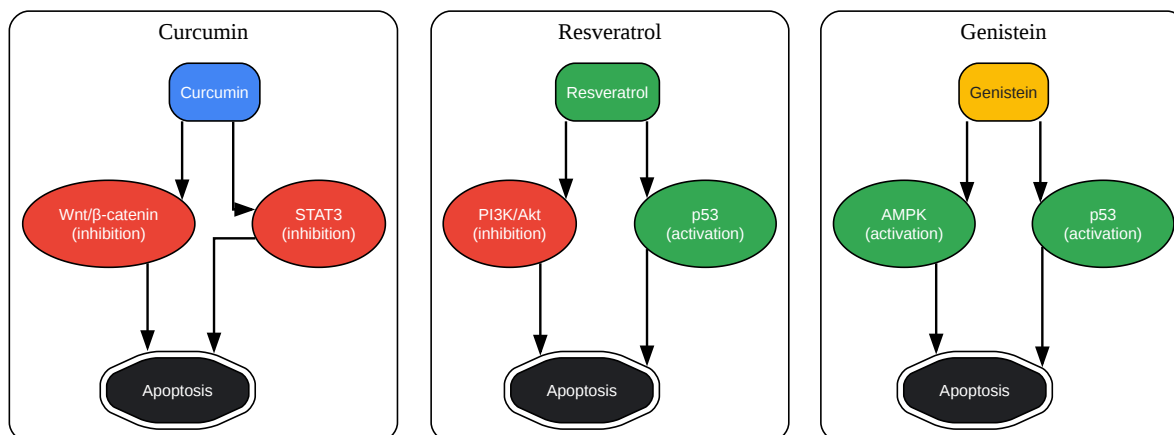 Curcumin
Curcumin
Wnt/β-catenin
(inhibition)
STAT3
(inhibition)
Apoptosis
Resveratrol
Resveratrol
PI3K/Akt
(inhibition)
p53
(activation)
Apoptosis
Genistein
Genistein
AMPK
(activation)
p53
(activation)
Apoptosis